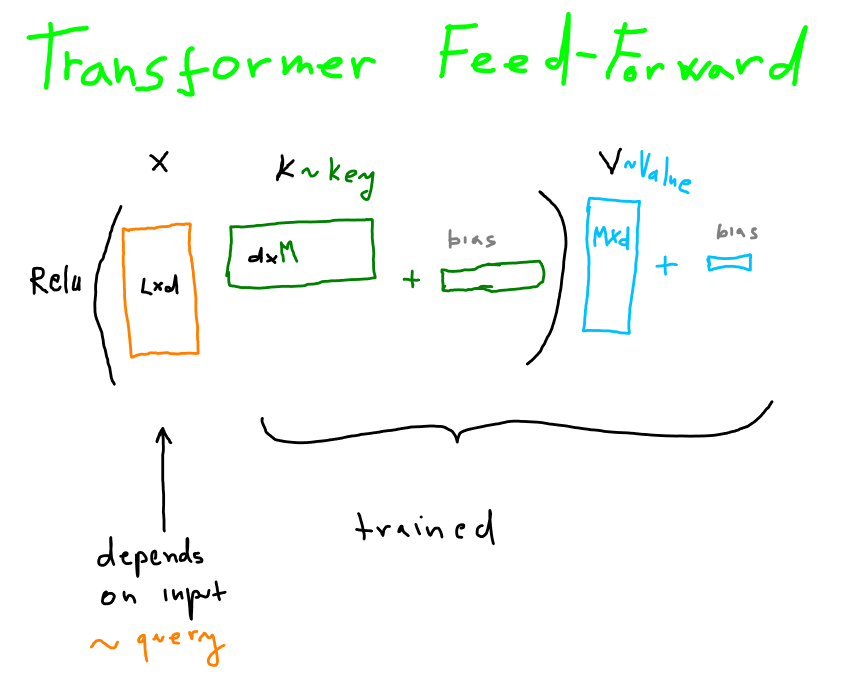 Transformer Feed-Forward
X K~key V~Value
bias bias
Relu ( Lxd dxM + ) Mxd +
trained
depends
on input
~ query